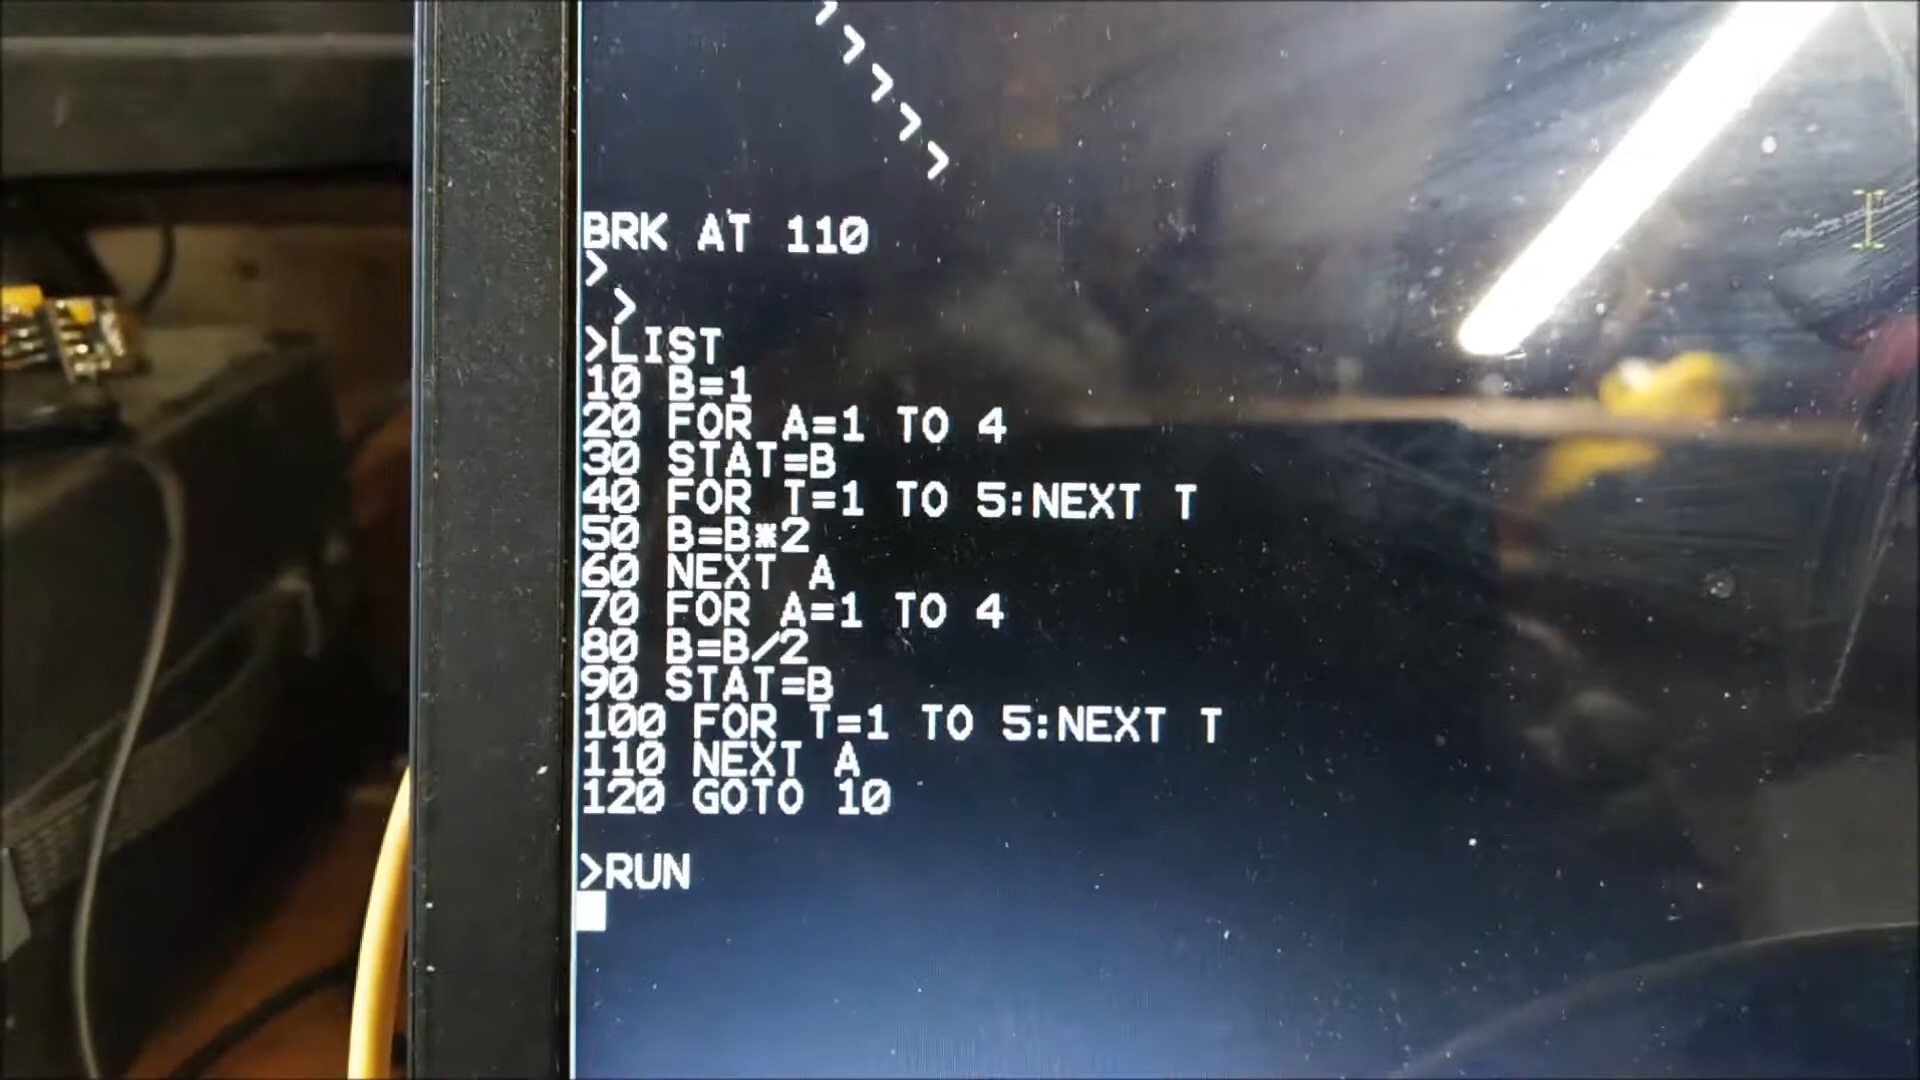 >
>
>
>
>
BRK AT 110
>
>
>LIST
10 B=1
20 FOR A=1 TO 4
30 STAT=B
40 FOR T=1 TO 5:NEXT T
50 B=B*2
60 NEXT A
70 FOR A=1 TO 4
80 B=B/2
90 STAT=B
100 FOR T=1 TO 5:NEXT T
110 NEXT A
120 GOTO 10
>RUN